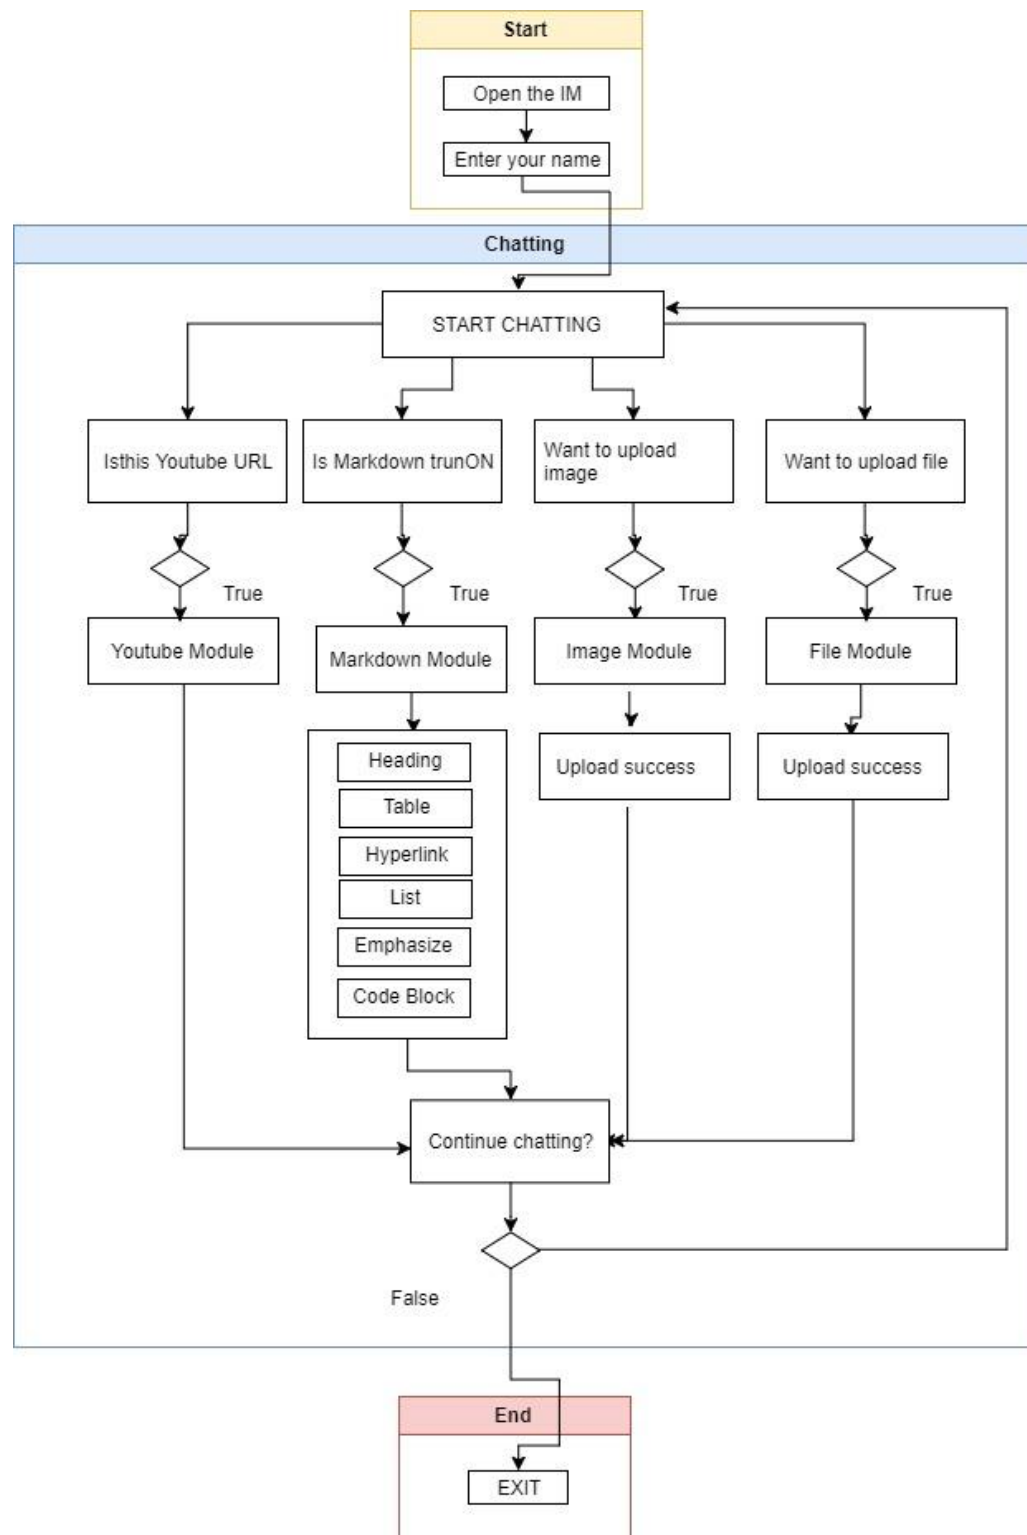 Start
Open the IM
Enter your name
Chatting
START CHATTING
Isthis Youtube URL
Is Markdown trunON
Want to upload
image
Want to upload file
True
True
True
True
Youtube Module
Markdown Module
Image Module
File Module
Heading
Table
Hyperlink
List
Emphasize
Code Block
Upload success
Upload success
Continue chatting?
False
End
EXIT